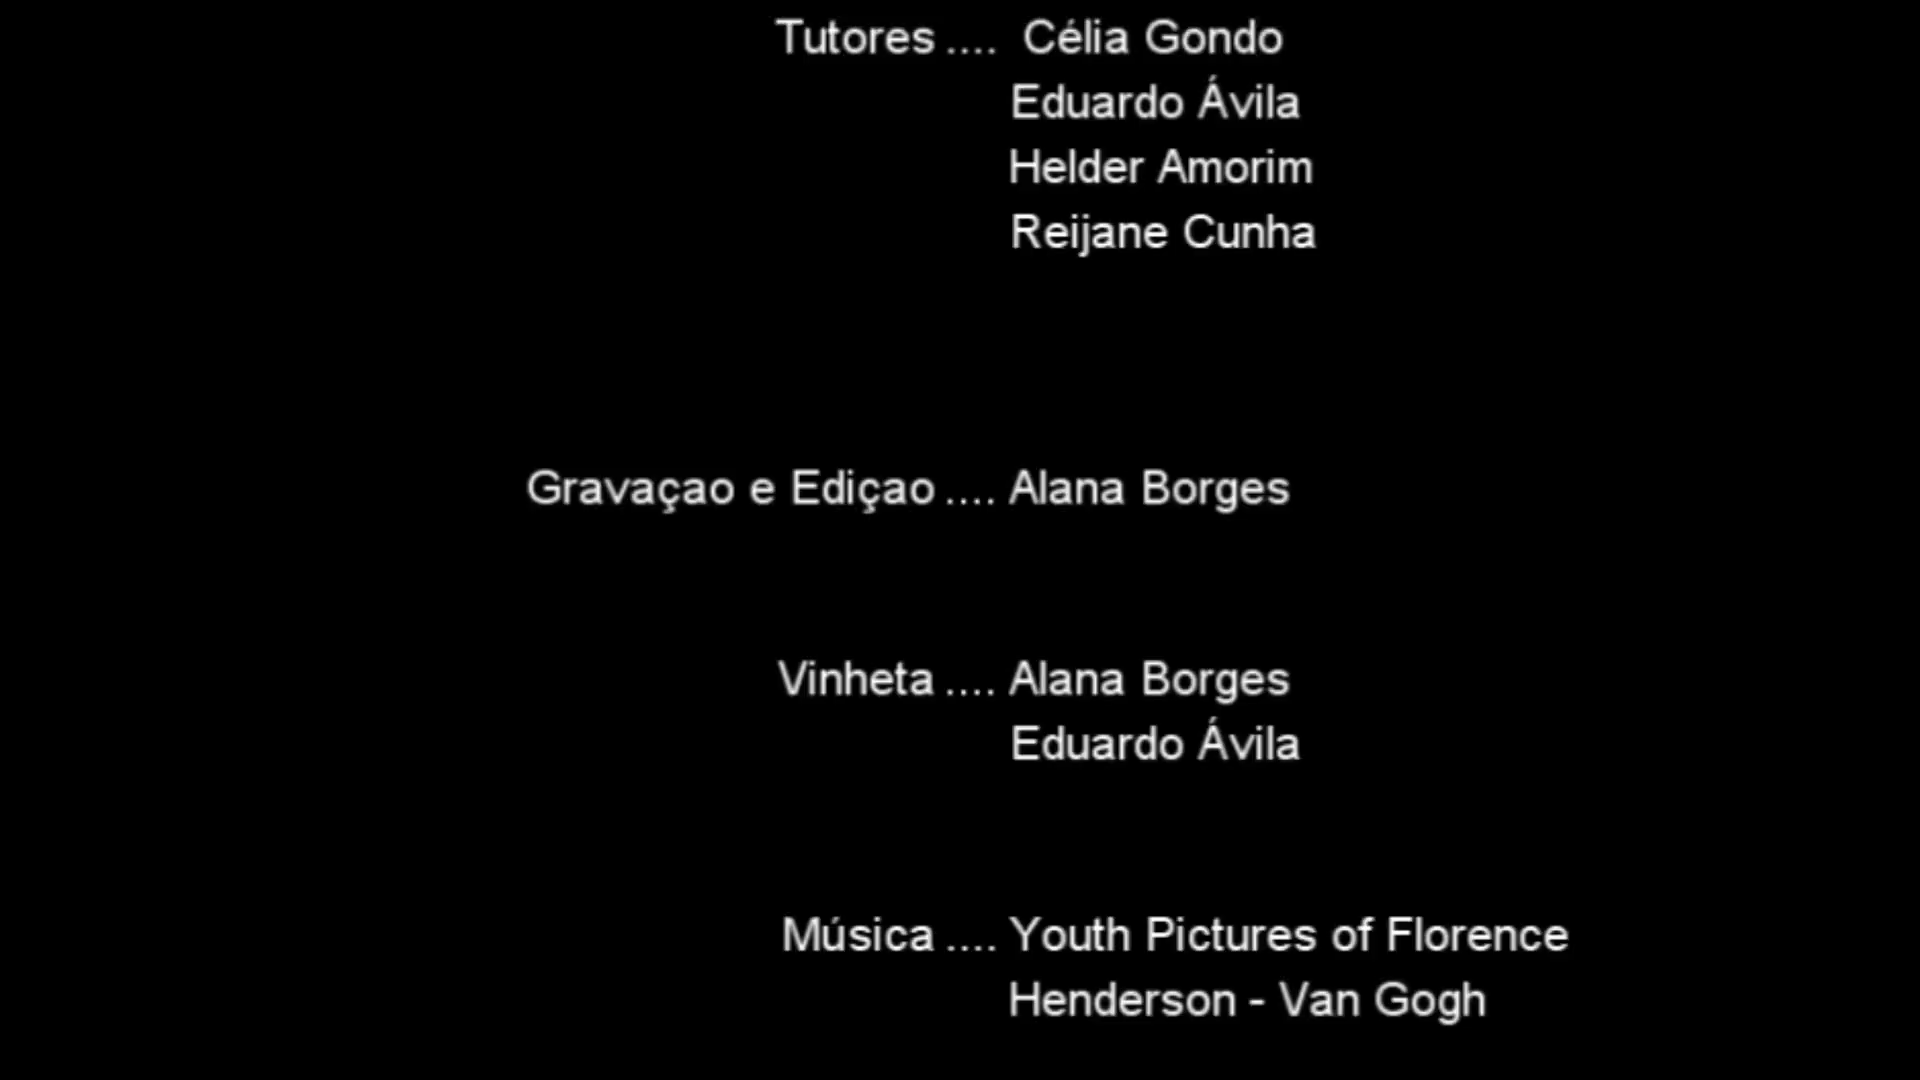 Tutores .... Célia Gondo
Eduardo Ávila
Helder Amorim
Reijane Cunha
Gravaçao e Ediçao .... Alana Borges
Vinheta .... Alana Borges
Eduardo Ávila
Música .... Youth Pictures of Florence
Henderson - Van Gogh